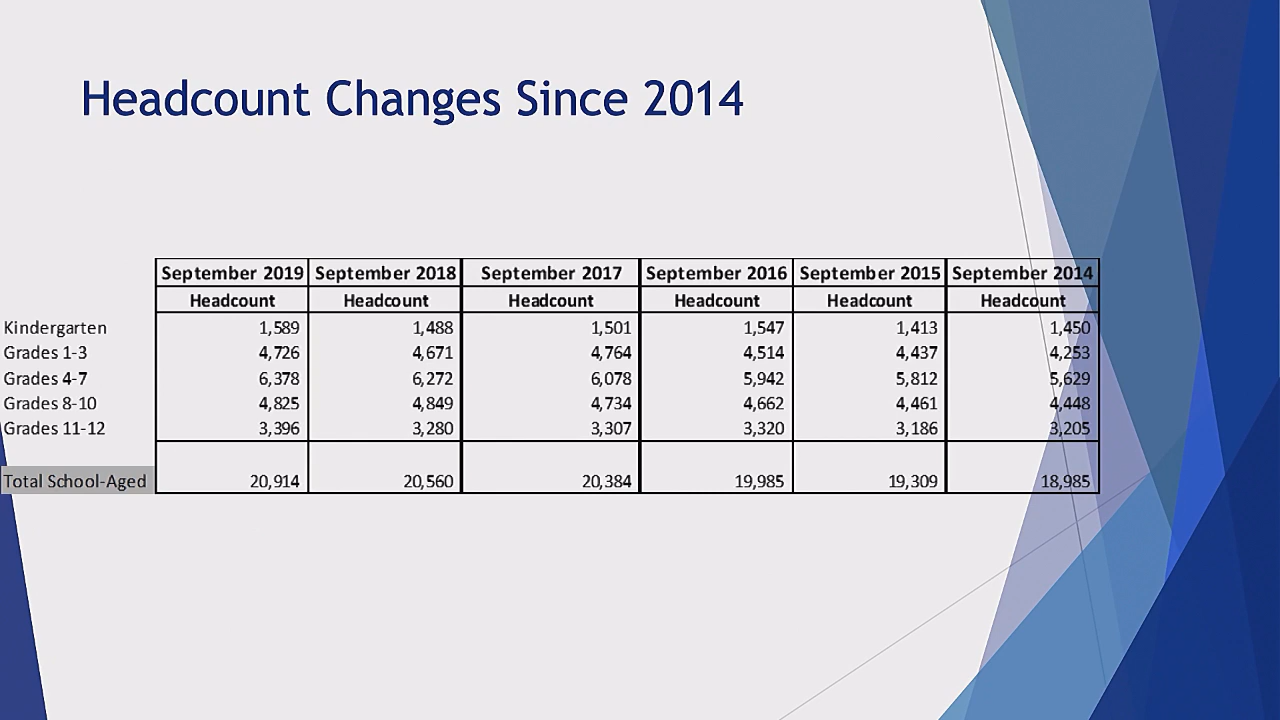 Headcount Changes Since 2014
September 2019 September 2018 September 2017 September 2016 September 2015 September 2014
Headcount Headcount Headcount Headcount Headcount Headcount
Kindergarten 1,589 1,488 1,501 1,547 1,413 1,450
Grades 1-3 4,726 4,671 4,764 4,514 4,437 4,253
Grades 4-7 6,378 6,272 6,078 5,942 5,812 5,629
Grades 8-10 4,825 4,849 4,734 4,662 4,461 4,448
Grades 11-12 3,396 3,280 3,307 3,320 3,186 3,205
Total School-Aged 20,914 20,560 20,384 19,985 19,309 18,985